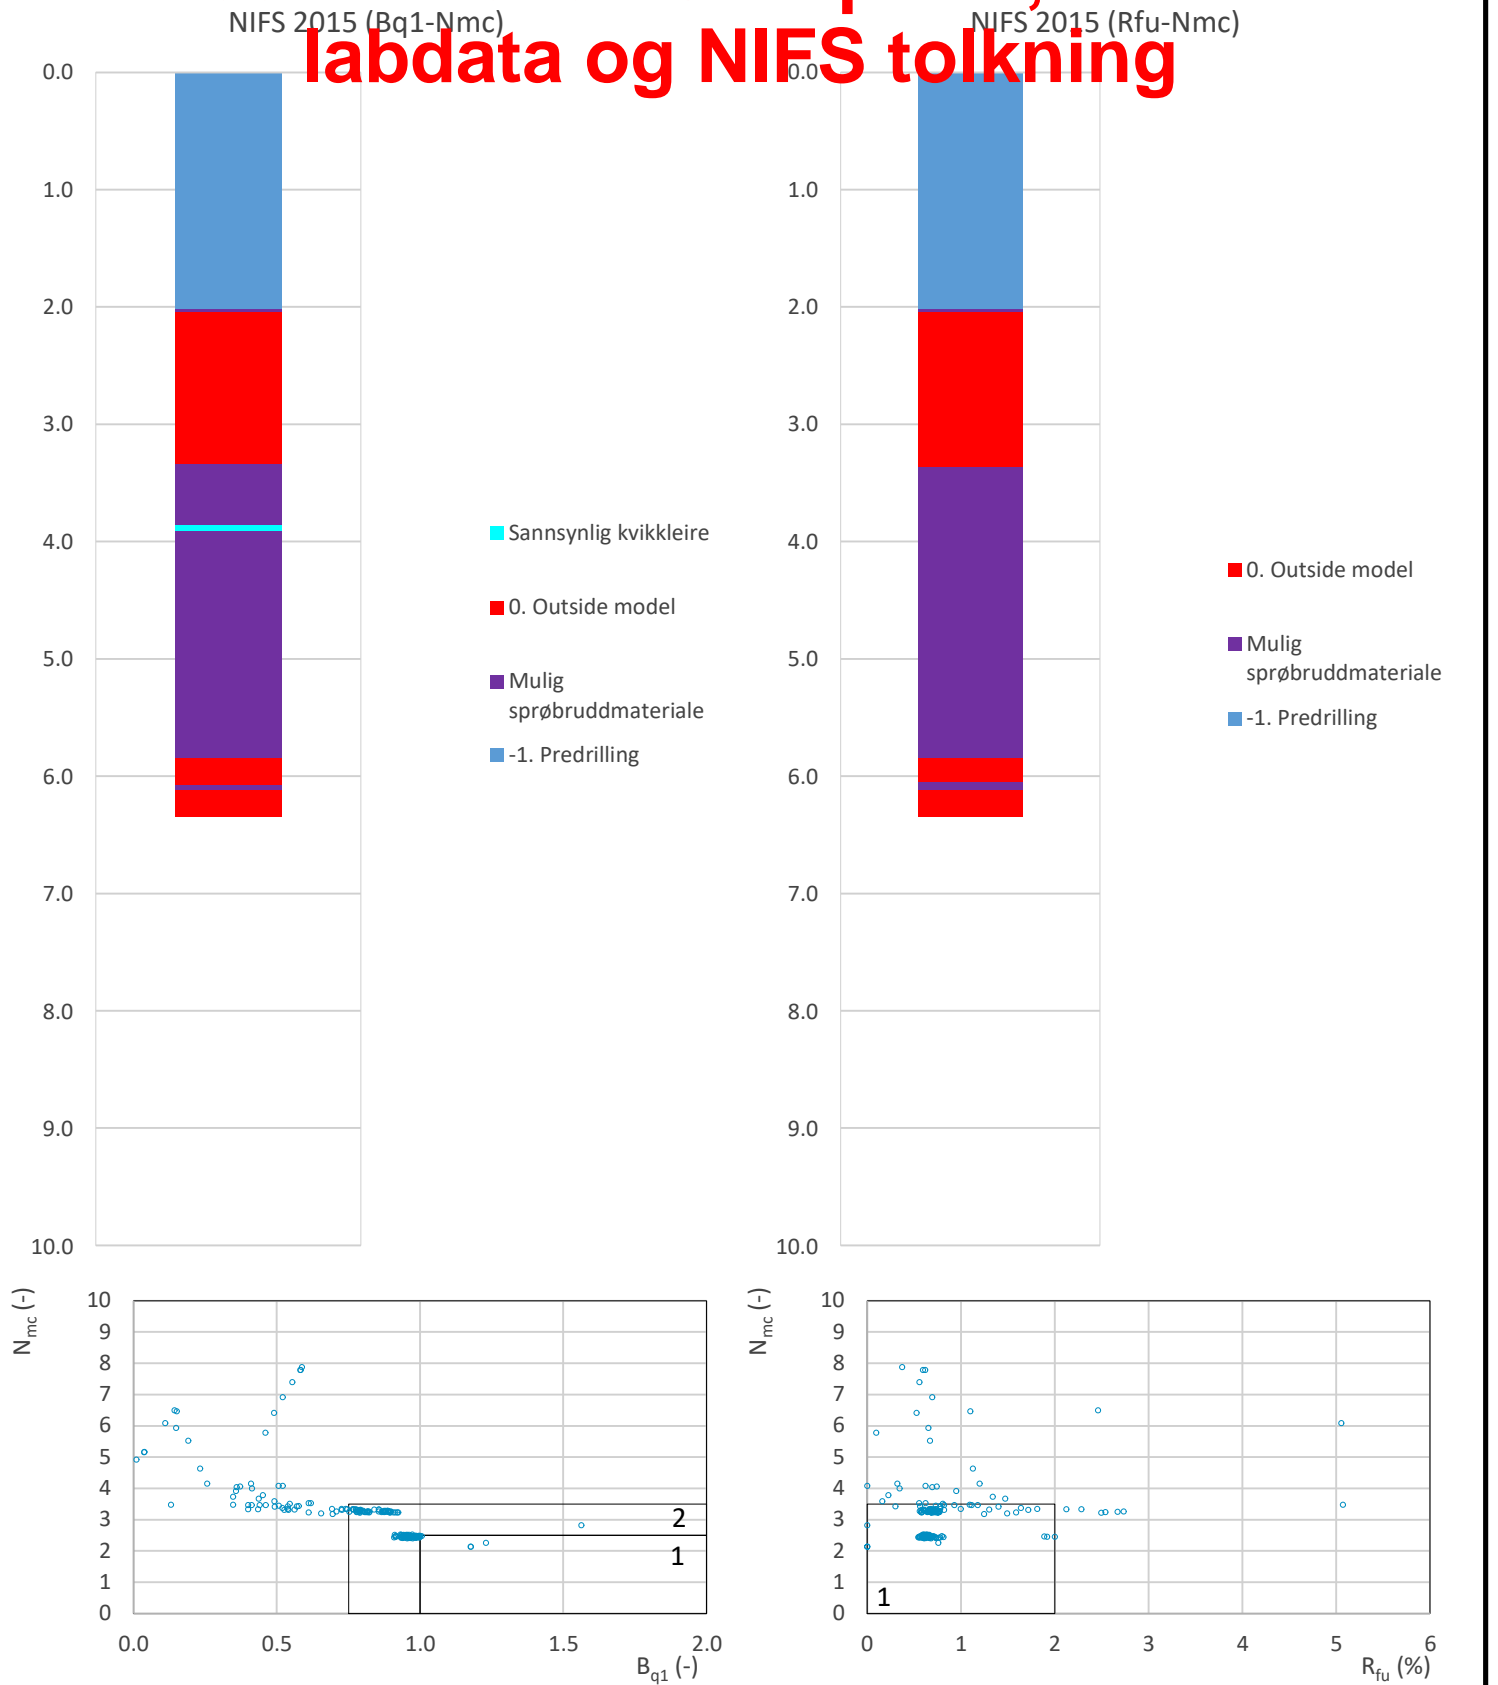 NIFS 2015 (Bq1-Nmc)
NIFS 2015 (Rfu-Nmc)
labdata og NIFS tolkning
0.0
1.0
2.0
3.0
4.0
5.0
6.0
7.0
8.0
9.0
10.0
Sannsynlig kvikkleire
0. Outside model
Mulig
sprøbruddmateriale
-1. Predrilling
0.0
1.0
2.0
3.0
4.0
5.0
6.0
7.0
8.0
9.0
10.0
0. Outside model
Mulig
sprøbruddmateriale
-1. Predrilling
Nmc (-)
10
9
8
7
6
5
4
3
2
1
0
2
1
0.0 0.5 1.0 1.5 2.0
Bq1 (-)
Nmc (-)
10
9
8
7
6
5
4
3
2
1
0
1
0 1 2 3 4 5 6
Rfu (%)